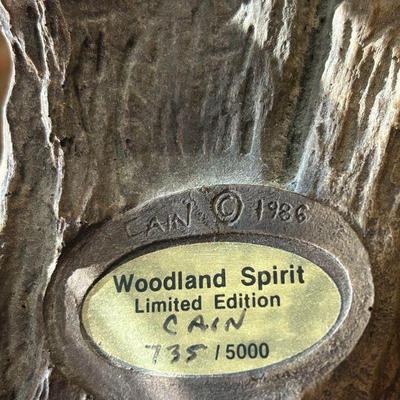 CAIN © 1986
Woodland Spirit
Limited Edition
CAIN
735 / 5000